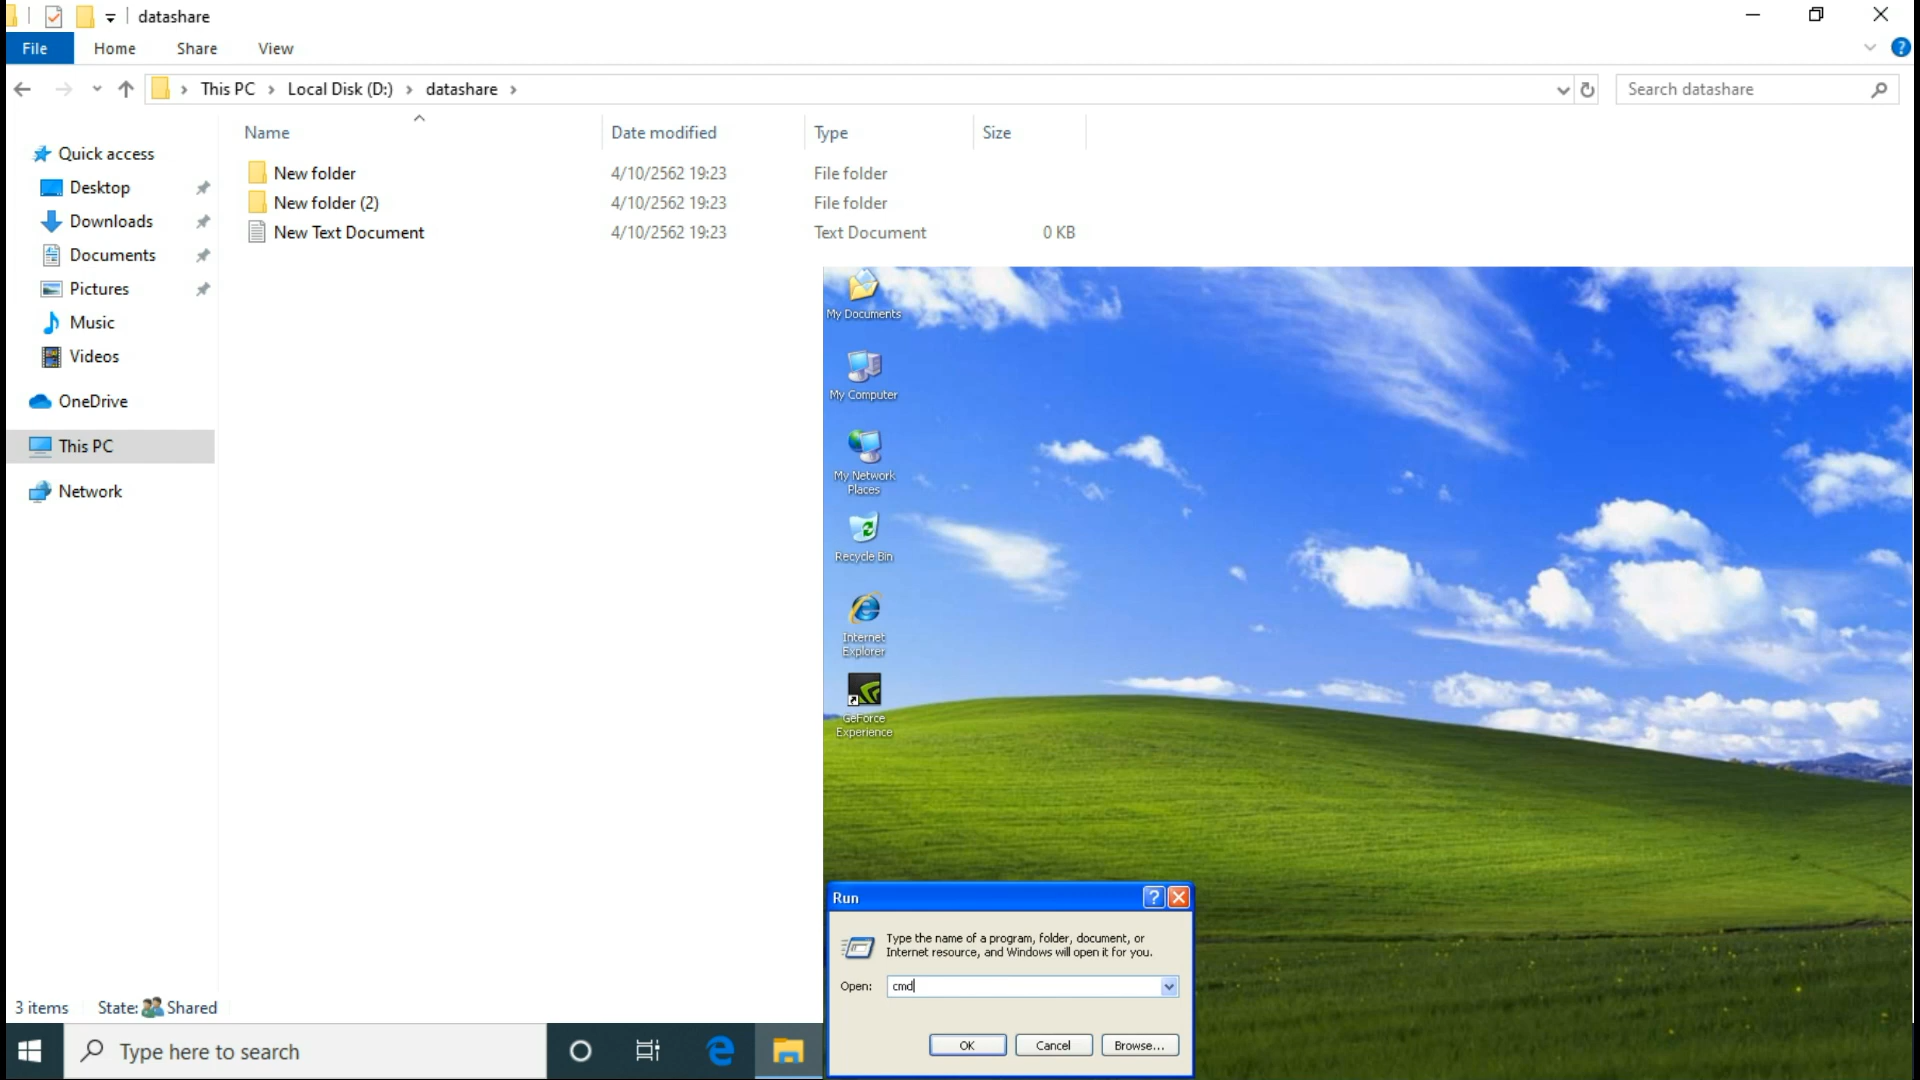 datashare
File Home Share View
This PC Local Disk (D:) datashare
Search datashare
Name Date modified Type Size
Quick access
Desktop
Downloads
Documents
Pictures
Music
Videos
OneDrive
This PC
Network
New folder 4/10/2562 19:23 File folder
New folder (2) 4/10/2562 19:23 File folder
New Text Document 4/10/2562 19:23 Text Document 0 KB
My Documents
My Computer
My Network
Places
Recycle Bin
Internet
Explorer
GeForce
Experience
Run
Type the name of a program, folder, document, or
Internet resource, and Windows will open it for you.
Open: cmd
OK Cancel Browse...
3 items State: Shared
Type here to search